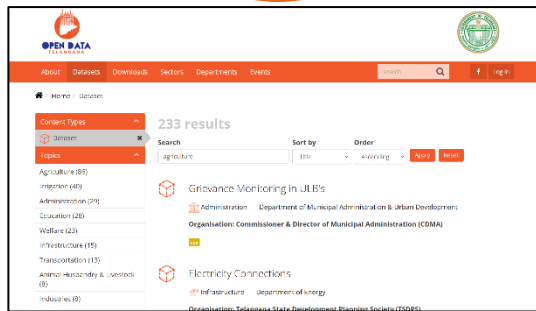 OPEN DATA
TELANGANA
About Datasets Downloads Sectors Departments Events
search
f Log in
Home / Dataset
Content Types
Dataset
Topics
Agriculture (86)
Irrigation (40)
Administration (29)
Education (28)
Welfare (23)
Infrastructure (15)
Transportation (13)
Animal Husbandry & Livestock
(8)
Industries (8)
233 results
Search Sort by Order
agriculture Title Ascending Apply Reset
Grievance Monitoring in ULB's
Administration Department of Municipal Administration & Urban Development
Organisation: Commissioner & Director of Municipal Administration (CDMA)
Electricity Connections
Infrastructure Department of Energy
Organisation: Telangana State Development Planning Society (TSDPS)